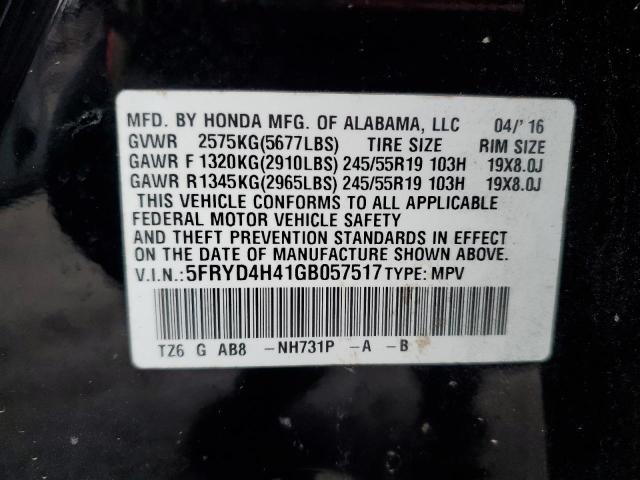 MFD. BY HONDA MFG. OF ALABAMA, LLC 04/'16
GVWR 2575KG(5677LBS) TIRE SIZE RIM SIZE
GAWR F 1320KG(2910LBS) 245/55R19 103H 19X8.0J
GAWR R1345KG(2965LBS) 245/55R19 103H 19X8.0J
THIS VEHICLE CONFORMS TO ALL APPLICABLE
FEDERAL MOTOR VEHICLE SAFETY
AND THEFT PREVENTION STANDARDS IN EFFECT
ON THE DATE OF MANUFACTURE SHOWN ABOVE.
V.I.N.: 5FRYD4H41GB057517 TYPE: MPV
TZ6 G AB8 -NH731P -A -B